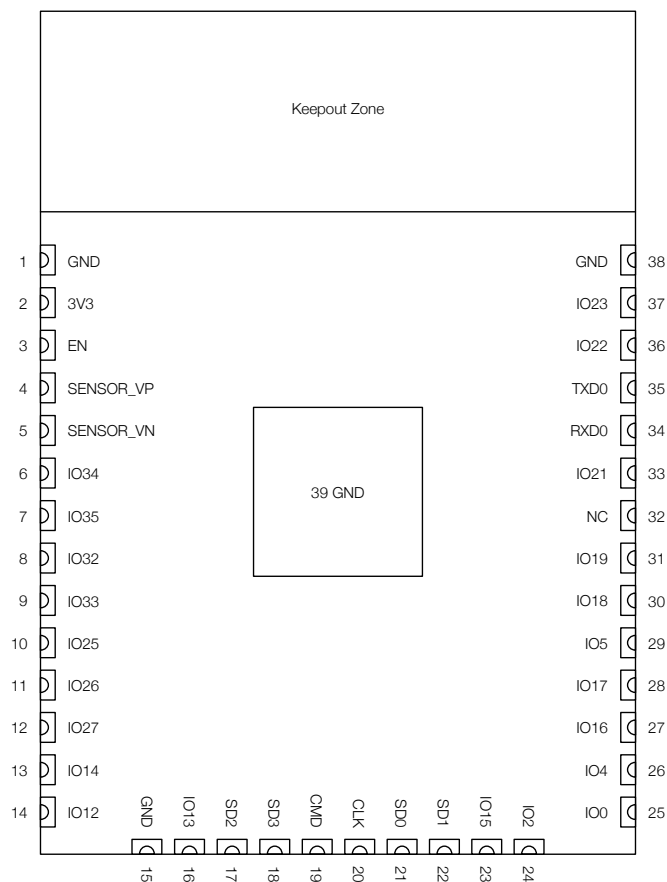 Keepout Zone
1 GND
2 3V3
3 EN
4 SENSOR_VP
5 SENSOR_VN
6 IO34
7 IO35
8 IO32
9 IO33
10 IO25
11 IO26
12 IO27
13 IO14
14 IO12
39 GND
GND 38
IO23 37
IO22 36
TXD0 35
RXD0 34
IO21 33
NC 32
IO19 31
IO18 30
IO5 29
IO17 28
IO16 27
IO4 26
IO0 25
GND 15
IO13 16
SD2 17
SD3 18
CMD 19
CLK 20
SD0 21
SD1 22
IO15 23
IO2 24